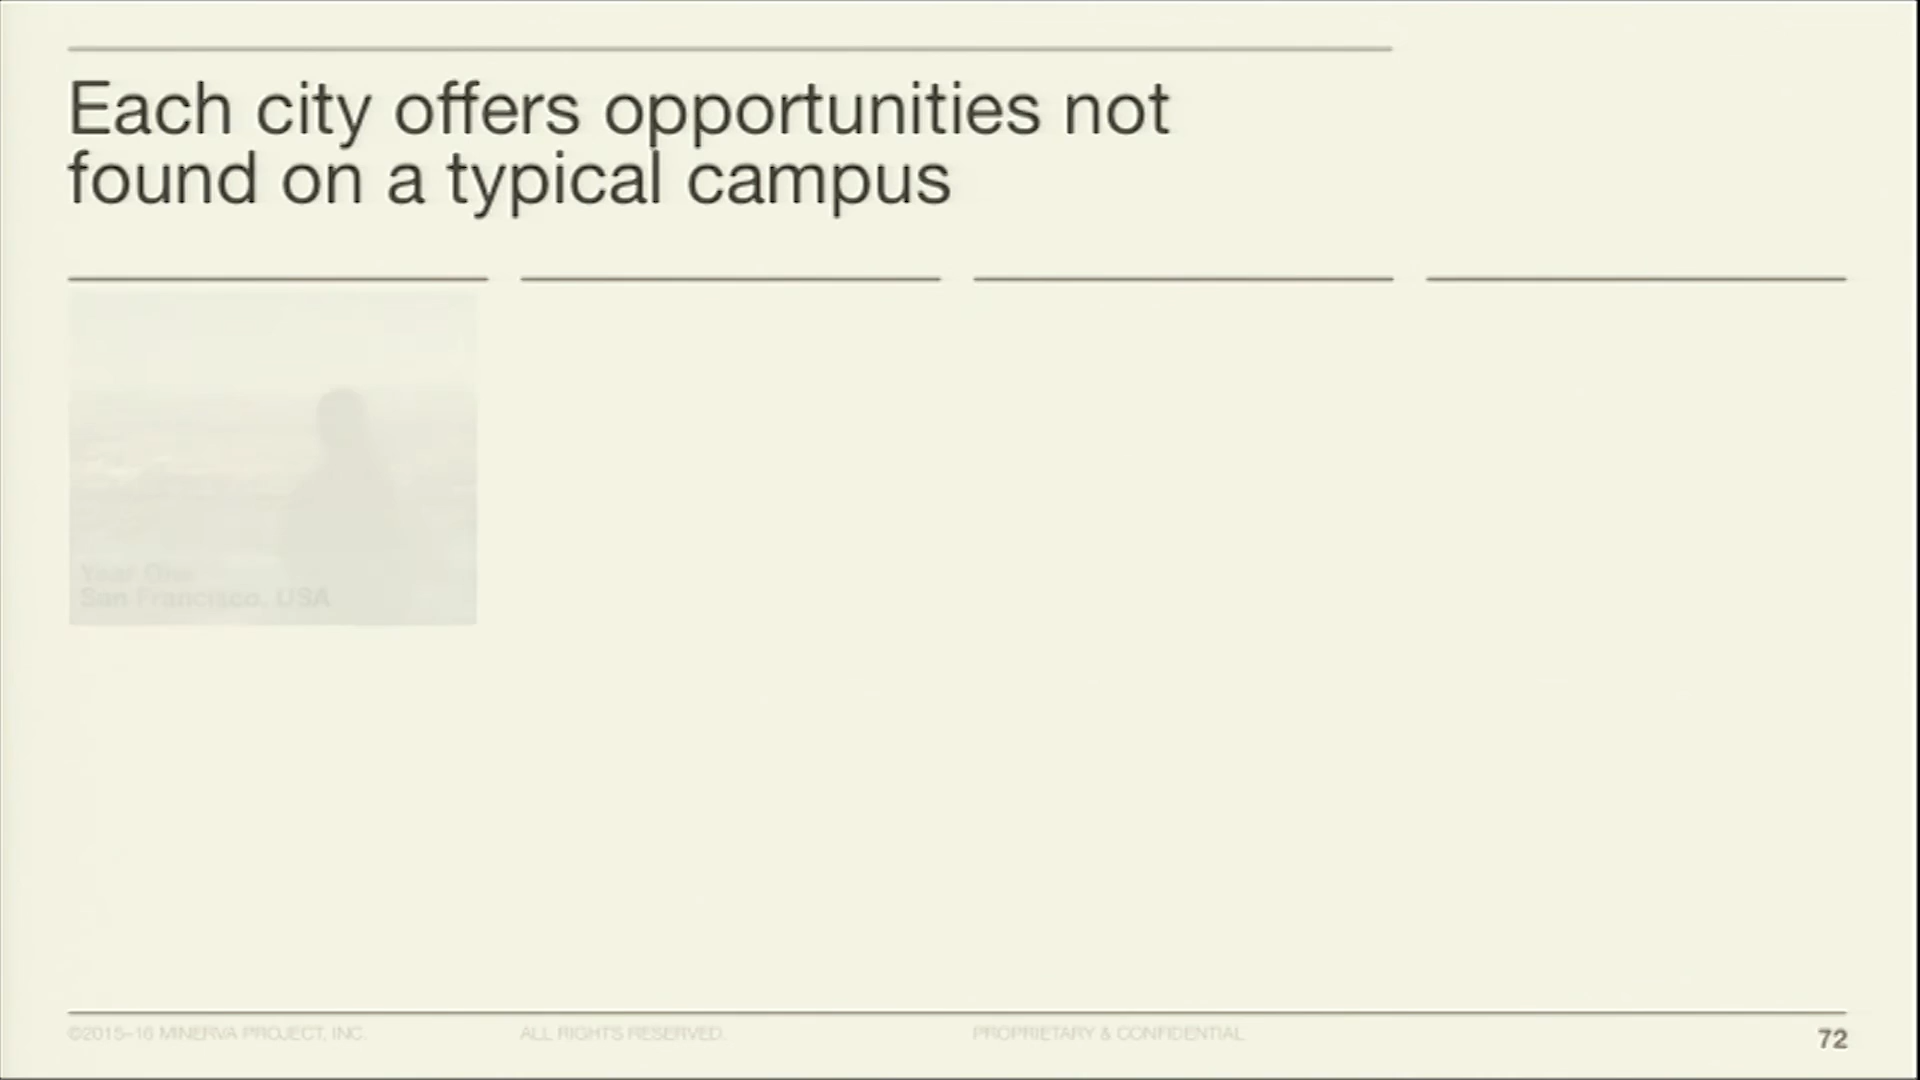 Each city offers opportunities not
found on a typical campus
Year One
San Francisco, USA
©2015–16 MINERVA PROJECT, INC.
ALL RIGHTS RESERVED.
PROPRIETARY & CONFIDENTIAL
72